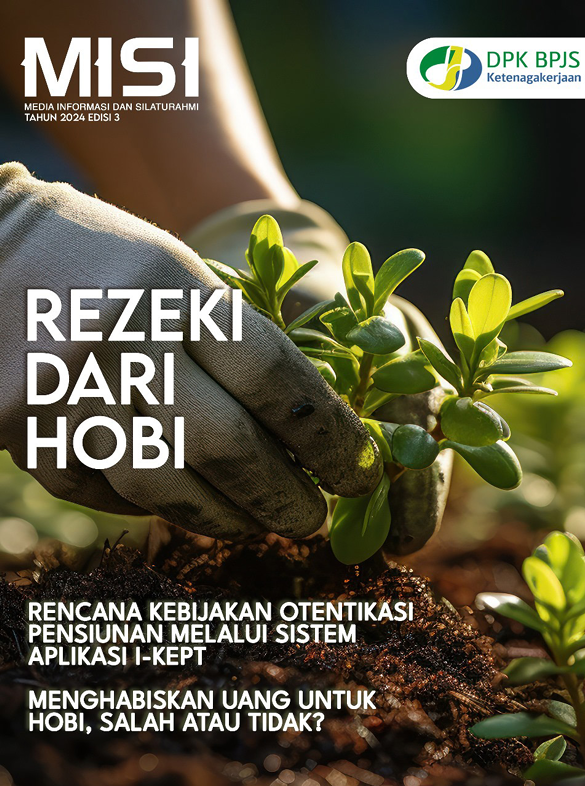 MISI
MEDIA INFORMASI DAN SILATURAHMI
TAHUN 2024 EDISI 3
DPK BPJS
Ketenagakerjaan
REZEKI
DARI
HOBI
RENCANA KEBIJAKAN OTENTIKASI
PENSIUNAN MELALUI SISTEM
APLIKASI I-KEPT
MENGHABISKAN UANG UNTUK
HOBI, SALAH ATAU TIDAK?